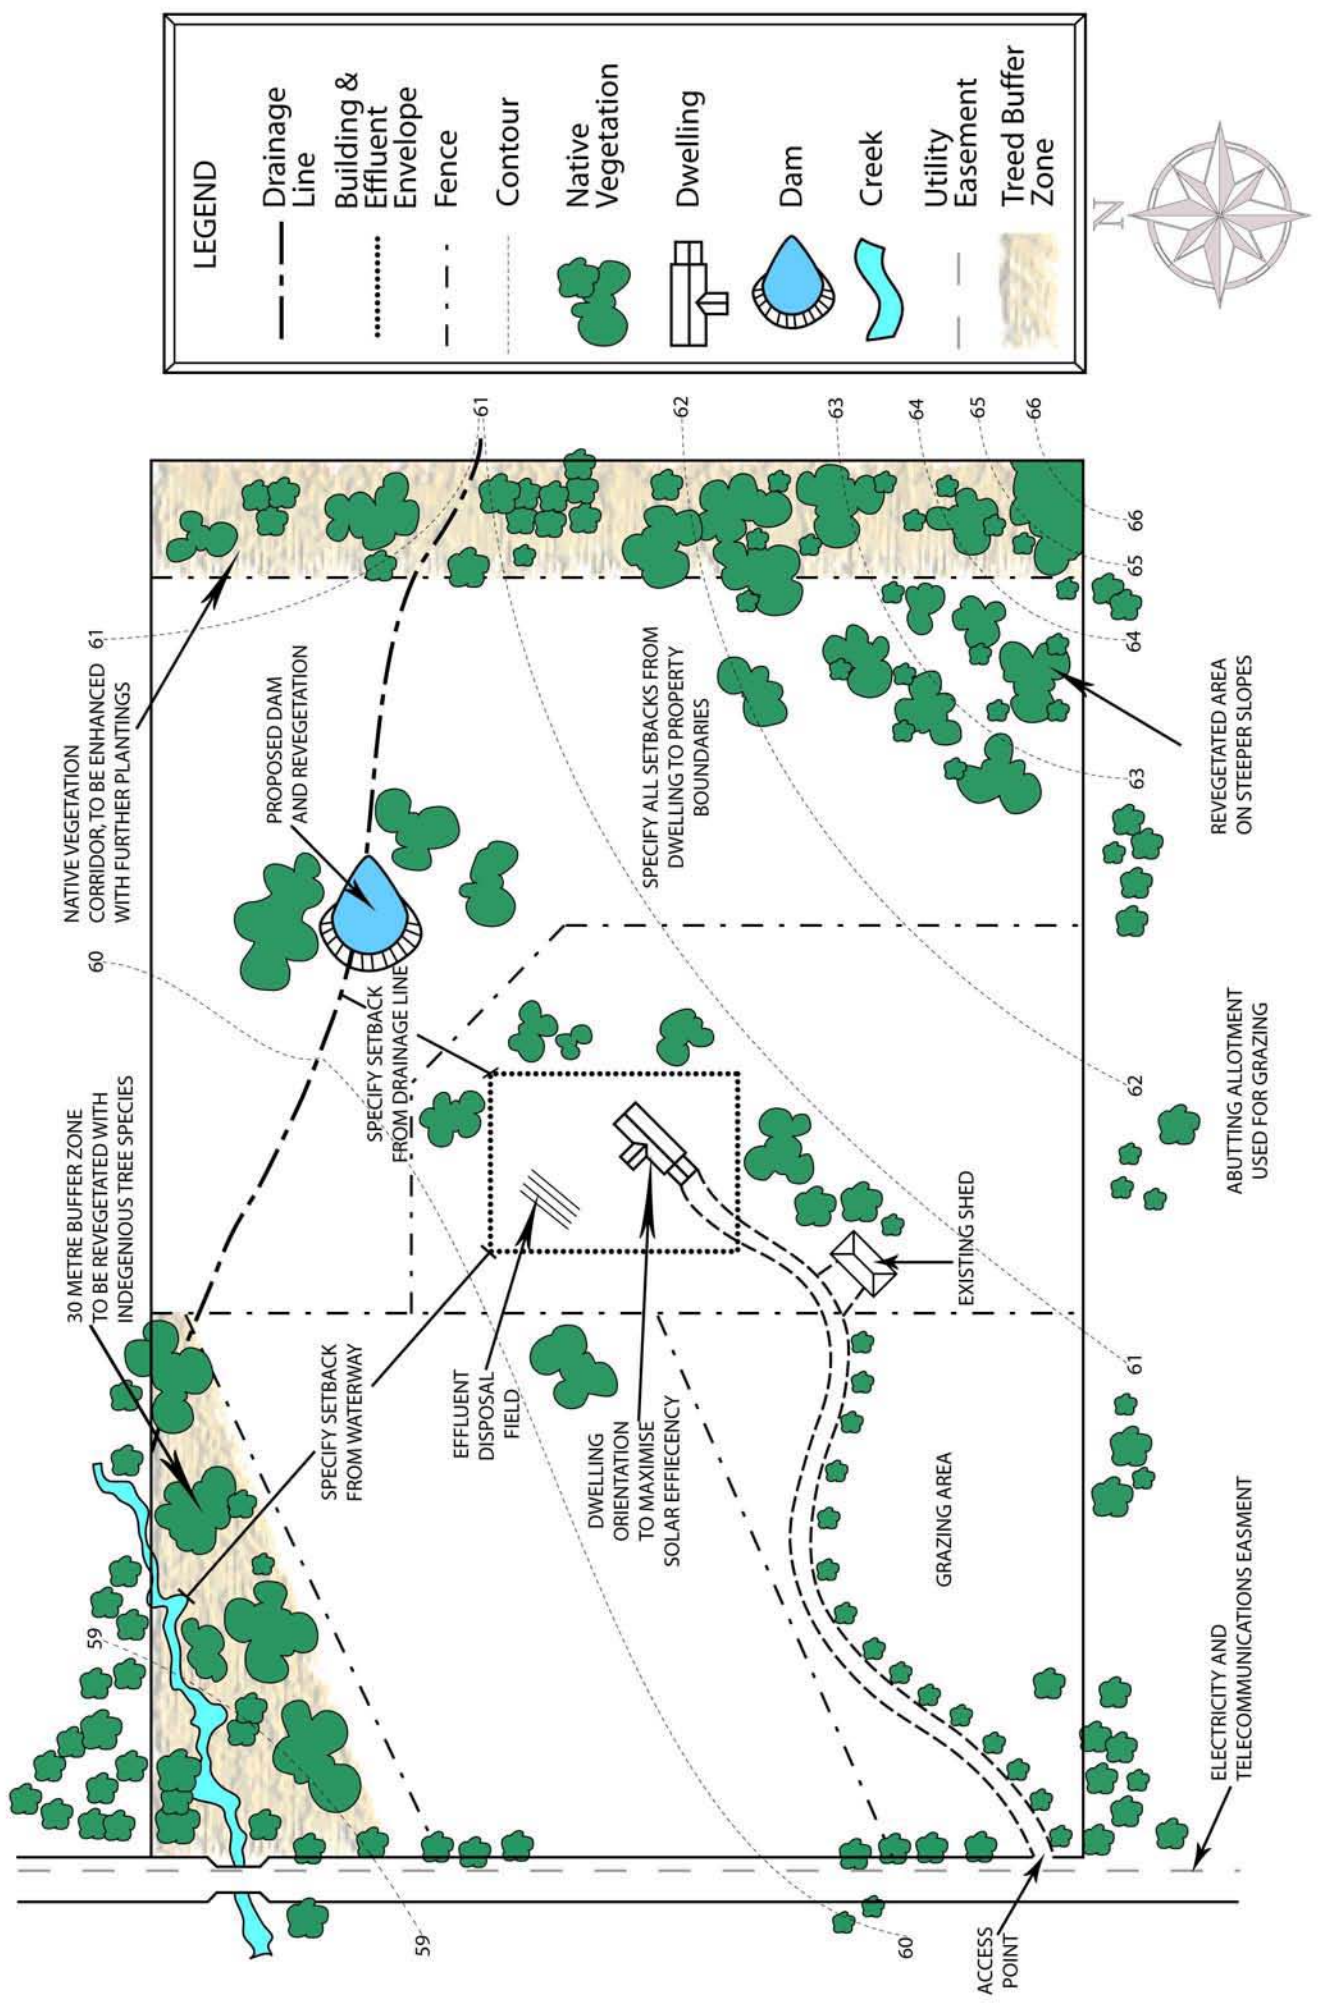 LEGEND
Drainage
Line
Building &
Effluent
Envelope
Fence
Contour
Native
Vegetation
Dwelling
Dam
Creek
Utility
Easement
Treed Buffer
Zone
N
NATIVE VEGETATION
CORRIDOR, TO BE ENHANCED
WITH FURTHER PLANTINGS
61
61
62
63
64
65
66
66
65
64
63
62
61
60
60
59
59
PROPOSED DAM
AND REVEGETATION
SPECIFY ALL SETBACKS FROM
DWELLING TO PROPERTY
BOUNDARIES
REVEGETATED AREA
ON STEEPER SLOPES
30 METRE BUFFER ZONE
TO BE REVEGETATED WITH
INDEGENIOUS TREE SPECIES
SPECIFY SETBACK
FROM DRAINAGE LINE
SPECIFY SETBACK
FROM WATERWAY
EFFLUENT
DISPOSAL
FIELD
DWELLING
ORIENTATION
TO MAXIMISE
SOLAR EFFIECENCY
EXISTING SHED
ABUTTING ALLOTMENT
USED FOR GRAZING
GRAZING AREA
ELECTRICITY AND
TELECOMMUNICATIONS EASMENT
ACCESS
POINT